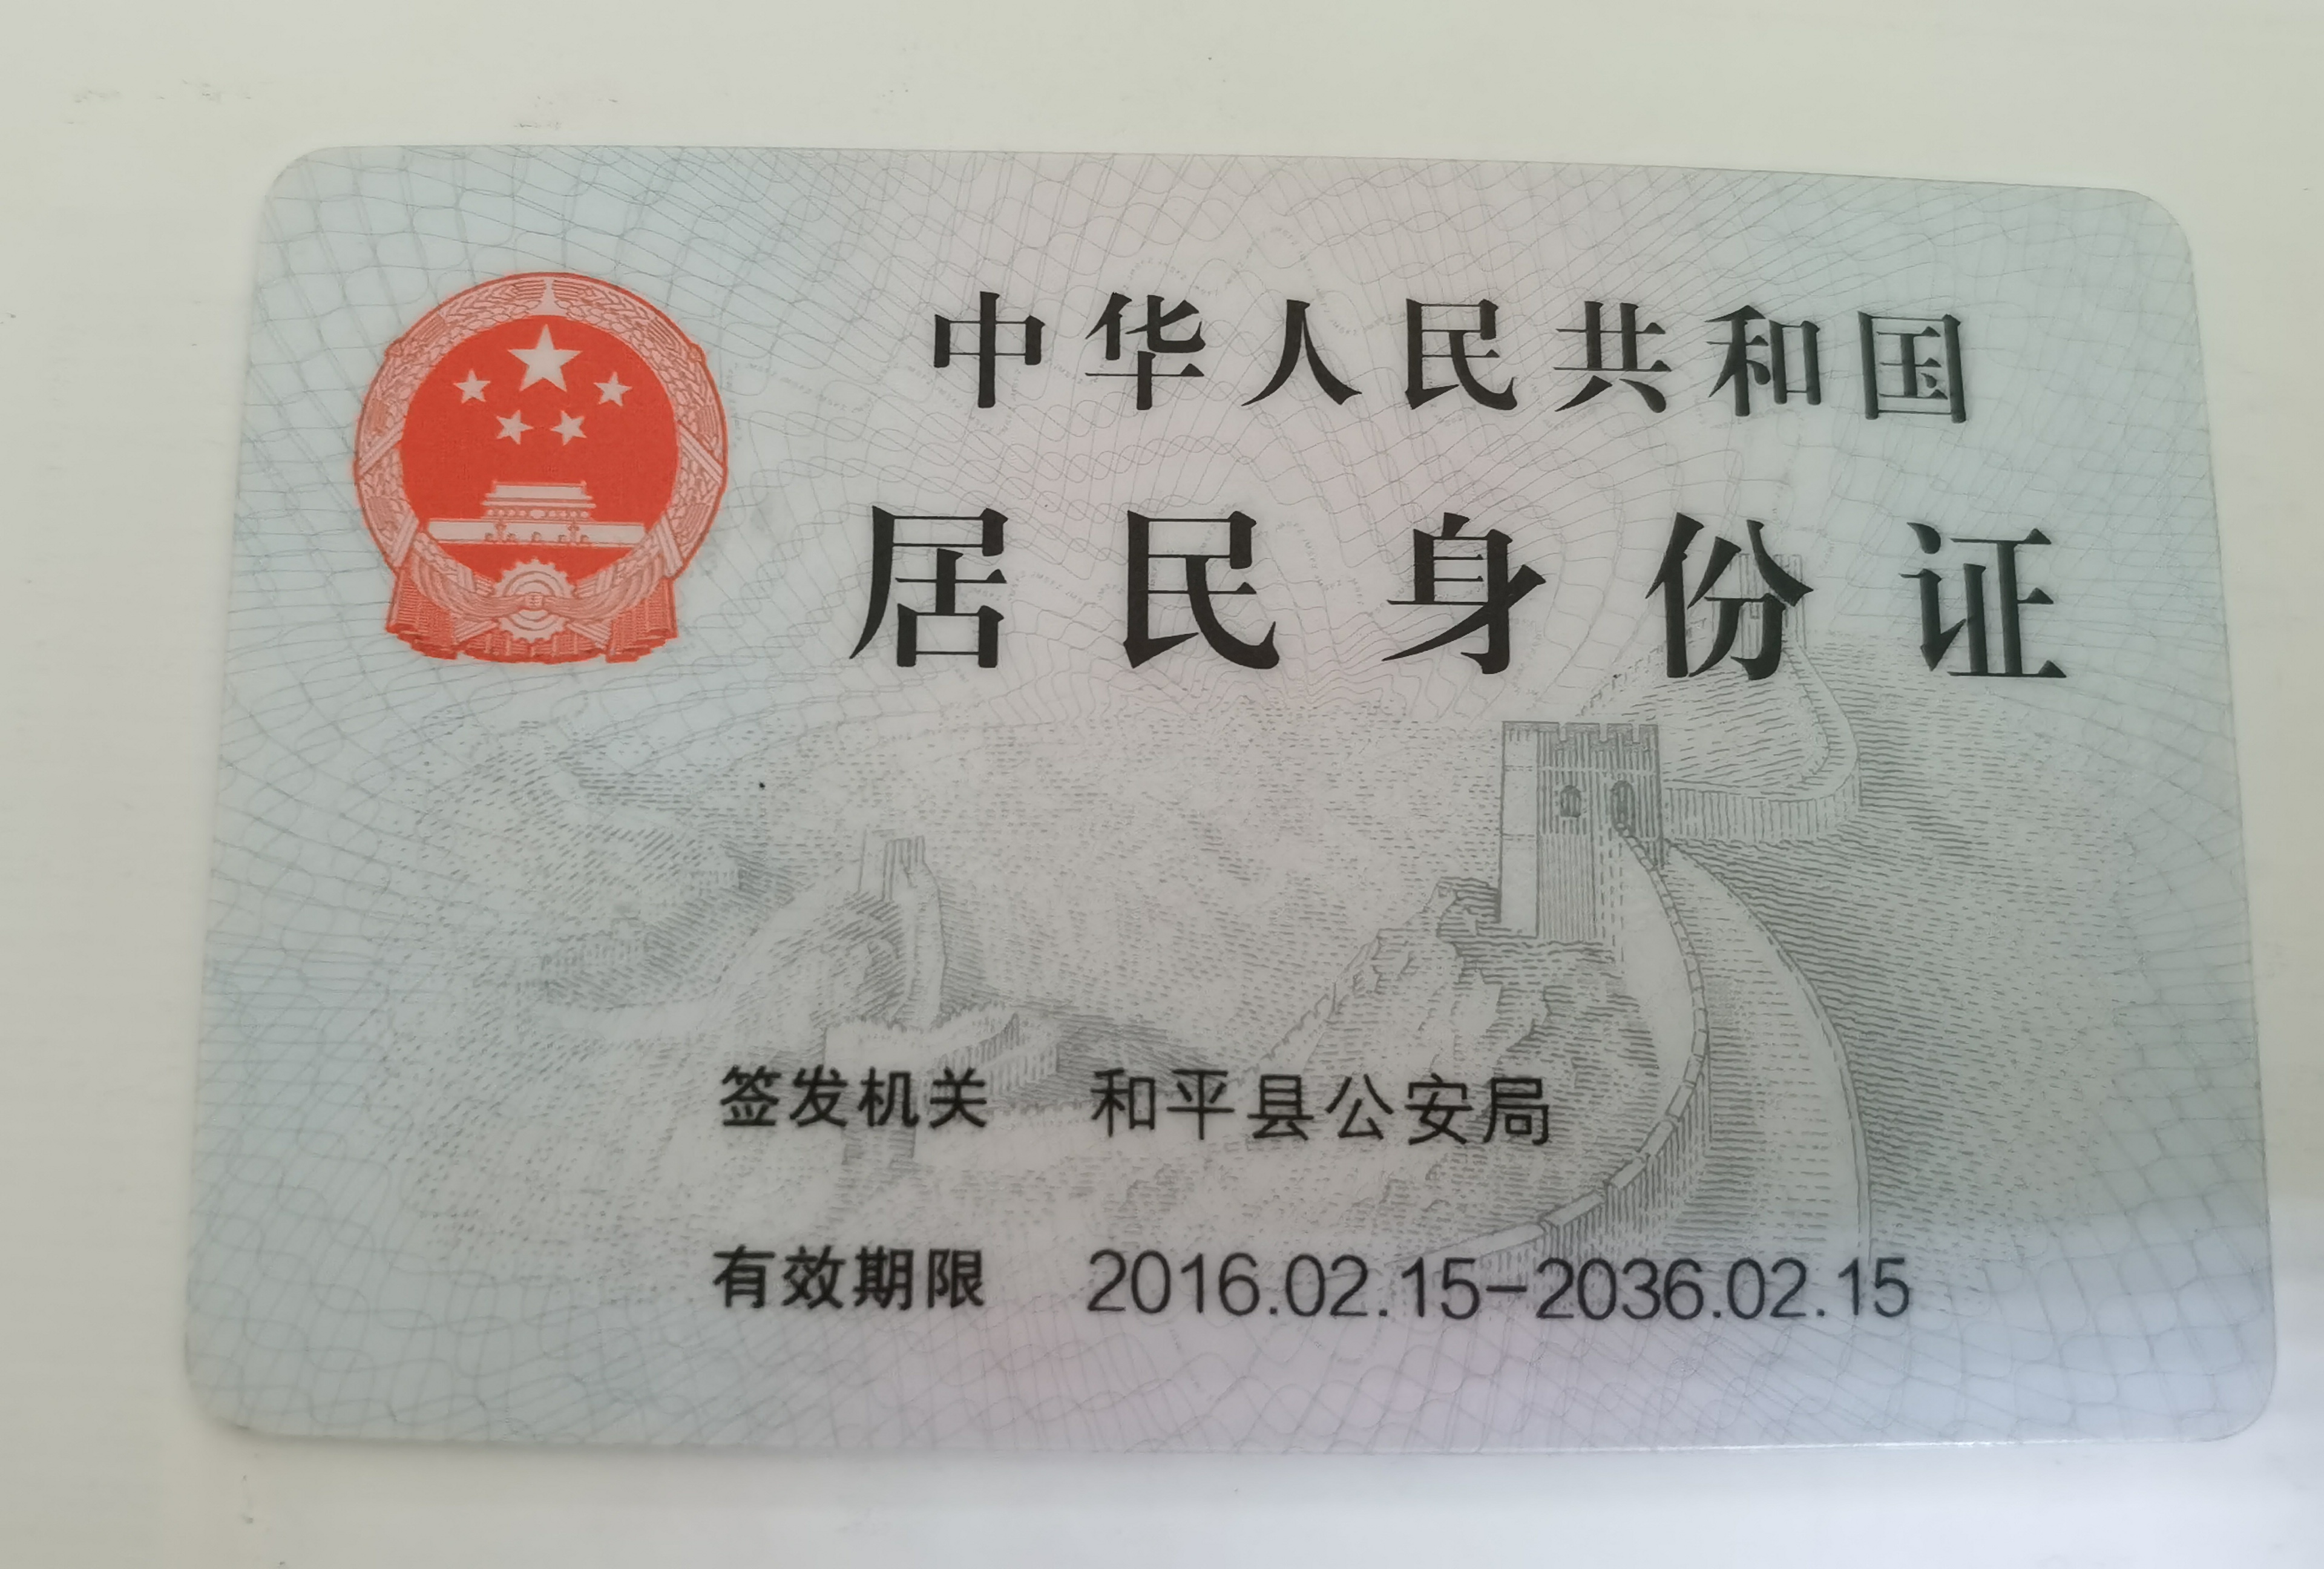 中华人民共和国
居民身份证
签发机关 和平县公安局
有效期限 2016.02.15-2036.02.15